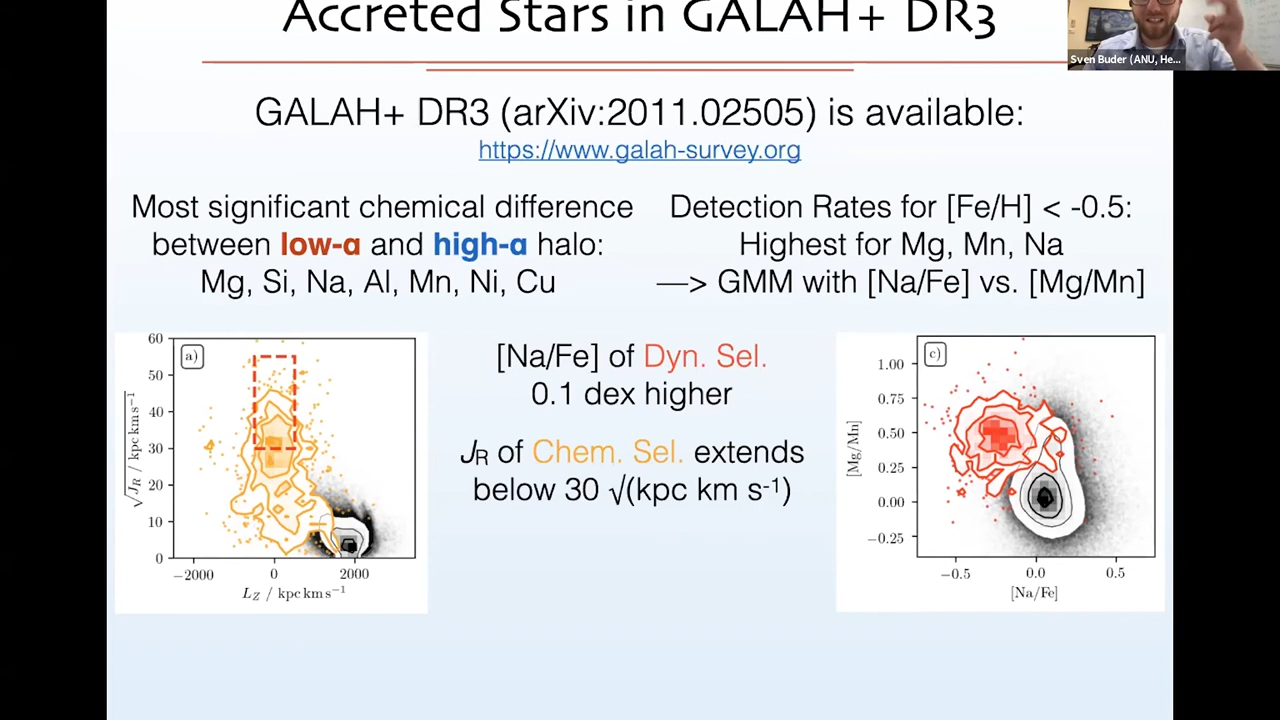 Accreted Stars in GALAH+ DR3
Sven Buder (ANU, He...
GALAH+ DR3 (arXiv:2011.02505) is available:
https://www.galah-survey.org
Most significant chemical difference
between low-α and high-α halo:
Mg, Si, Na, Al, Mn, Ni, Cu
Detection Rates for [Fe/H] < -0.5:
Highest for Mg, Mn, Na
—> GMM with [Na/Fe] vs. [Mg/Mn]
a)
60
50
40
30
20
10
0
√J_R / kpc km s⁻¹
−2000
0
2000
L_Z / kpc km s⁻¹
[Na/Fe] of Dyn. Sel.
0.1 dex higher
J_R of Chem. Sel. extends
below 30 √(kpc km s⁻¹)
c)
1.00
0.75
0.50
0.25
0.00
−0.25
[Mg/Mn]
−0.5
0.0
0.5
[Na/Fe]